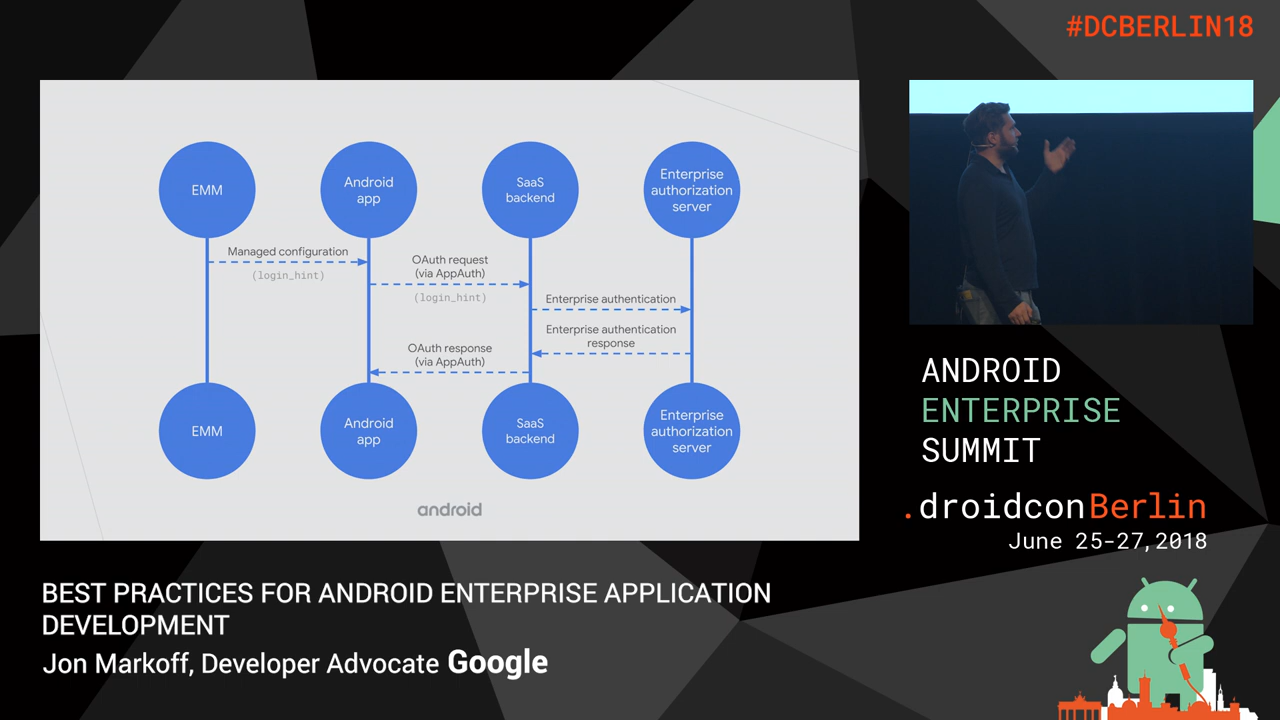 #DCBERLIN18
EMM
Android
app
SaaS
backend
Enterprise
authorization
server
Managed configuration
(login_hint)
OAuth request
(via AppAuth)
(login_hint)
Enterprise authentication
Enterprise authentication
response
OAuth response
(via AppAuth)
EMM
Android
app
SaaS
backend
Enterprise
authorization
server
android
ANDROID
ENTERPRISE
SUMMIT
.droidconBerlin
June 25-27,2018
BEST PRACTICES FOR ANDROID ENTERPRISE APPLICATION
DEVELOPMENT
Jon Markoff, Developer Advocate Google